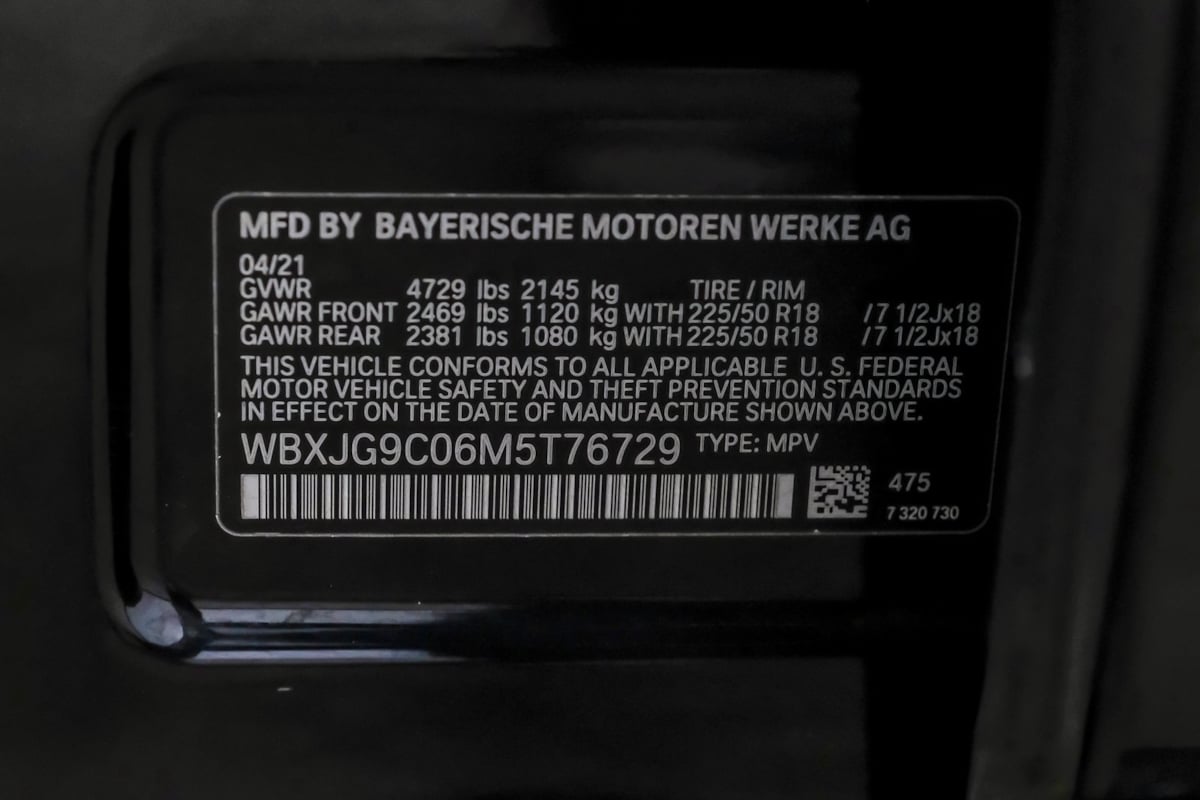 MFD BY BAYERISCHE MOTOREN WERKE AG
04/21
GVWR 4729 lbs 2145 kg TIRE / RIM
GAWR FRONT 2469 lbs 1120 kg WITH 225/50 R18 /7 1/2Jx18
GAWR REAR 2381 lbs 1080 kg WITH 225/50 R18 /7 1/2Jx18
THIS VEHICLE CONFORMS TO ALL APPLICABLE U. S. FEDERAL
MOTOR VEHICLE SAFETY AND THEFT PREVENTION STANDARDS
IN EFFECT ON THE DATE OF MANUFACTURE SHOWN ABOVE.
WBXJG9C06M5T76729 TYPE: MPV
475
7 320 730